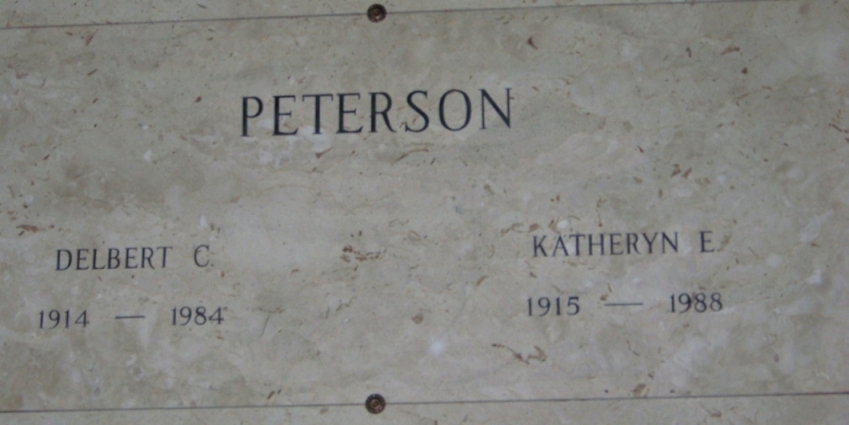 PETERSON
DELBERT C. KATHERYN E.
1914 — 1984 1915 — 1988